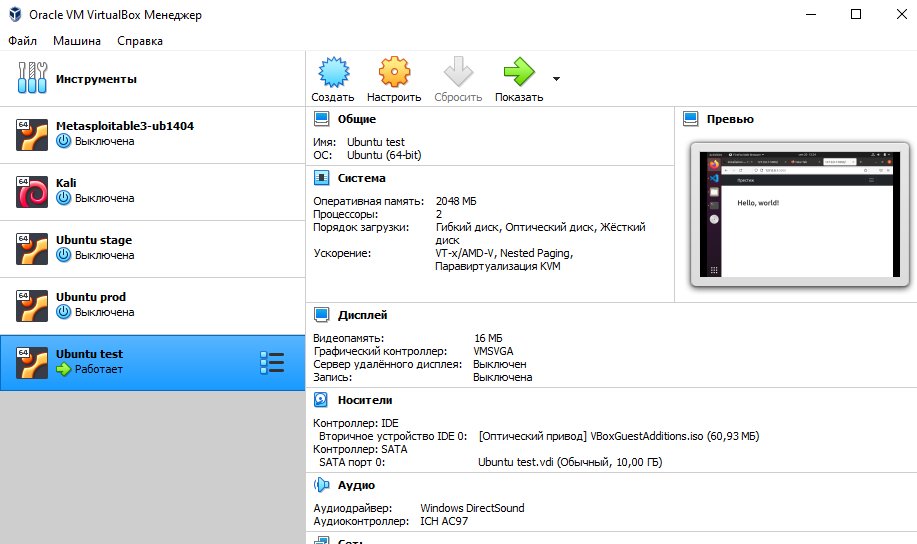 Oracle VM VirtualBox Менеджер
Файл Машина Справка
Инструменты
Создать Настроить Сбросить Показать
64 Metasploitable3-ub1404
Выключена
64 Kali
Выключена
64 Ubuntu stage
Выключена
64 Ubuntu prod
Выключена
64 Ubuntu test
Работает
Общие
Имя: Ubuntu test
ОС: Ubuntu (64-bit)
Система
Оперативная память: 2048 МБ
Процессоры: 2
Порядок загрузки: Гибкий диск, Оптический диск, Жёсткий
диск
Ускорение: VT-x/AMD-V, Nested Paging,
Паравиртуализация KVM
Превью
Hello, world!
Дисплей
Видеопамять: 16 МБ
Графический контроллер: VMSVGA
Сервер удалённого дисплея: Выключен
Запись: Выключена
Носители
Контроллер: IDE
Вторичное устройство IDE 0: [Оптический привод] VBoxGuestAdditions.iso (60,93 МБ)
Контроллер: SATA
SATA порт 0: Ubuntu test.vdi (Обычный, 10,00 ГБ)
Аудио
Аудиодрайвер: Windows DirectSound
Аудиоконтроллер: ICH AC97